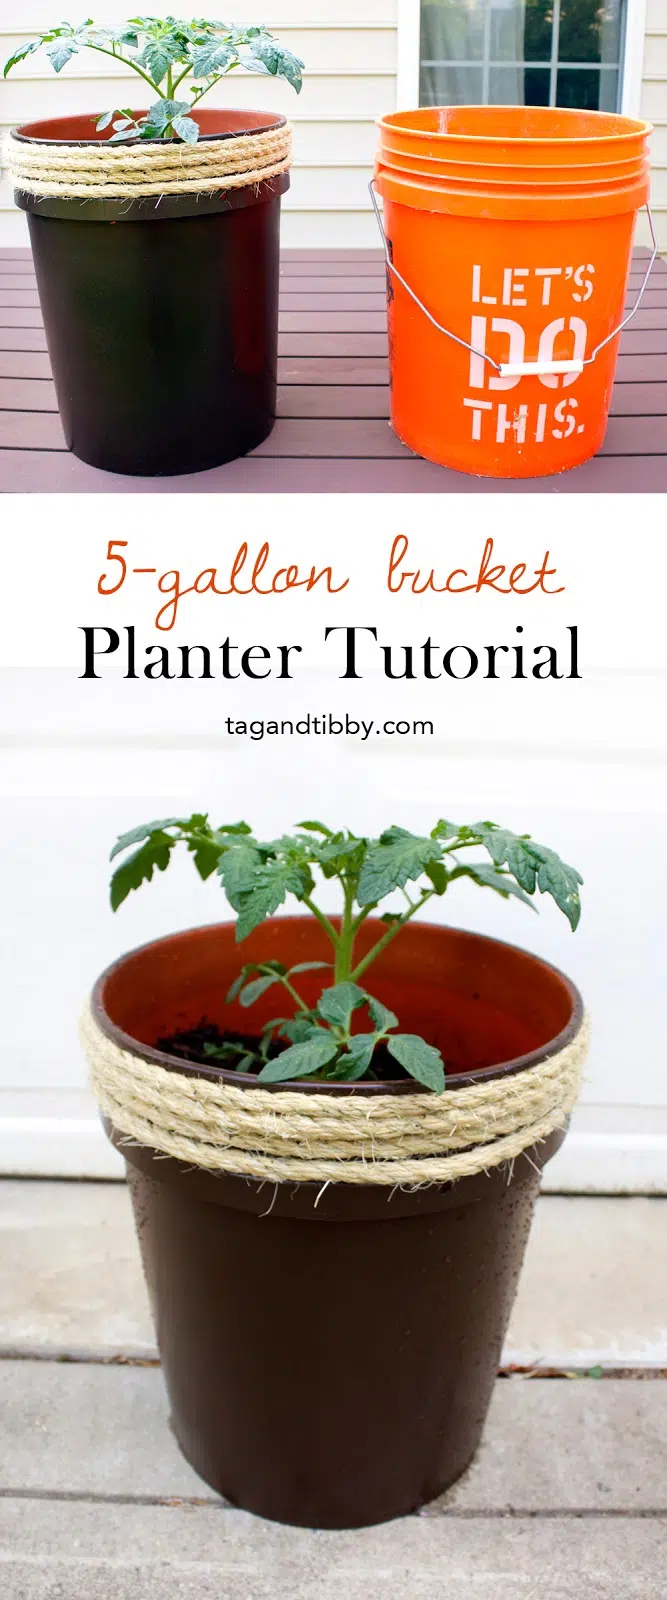 LET'S
DO
THIS.
5-gallon bucket
Planter Tutorial
tagandtibby.com